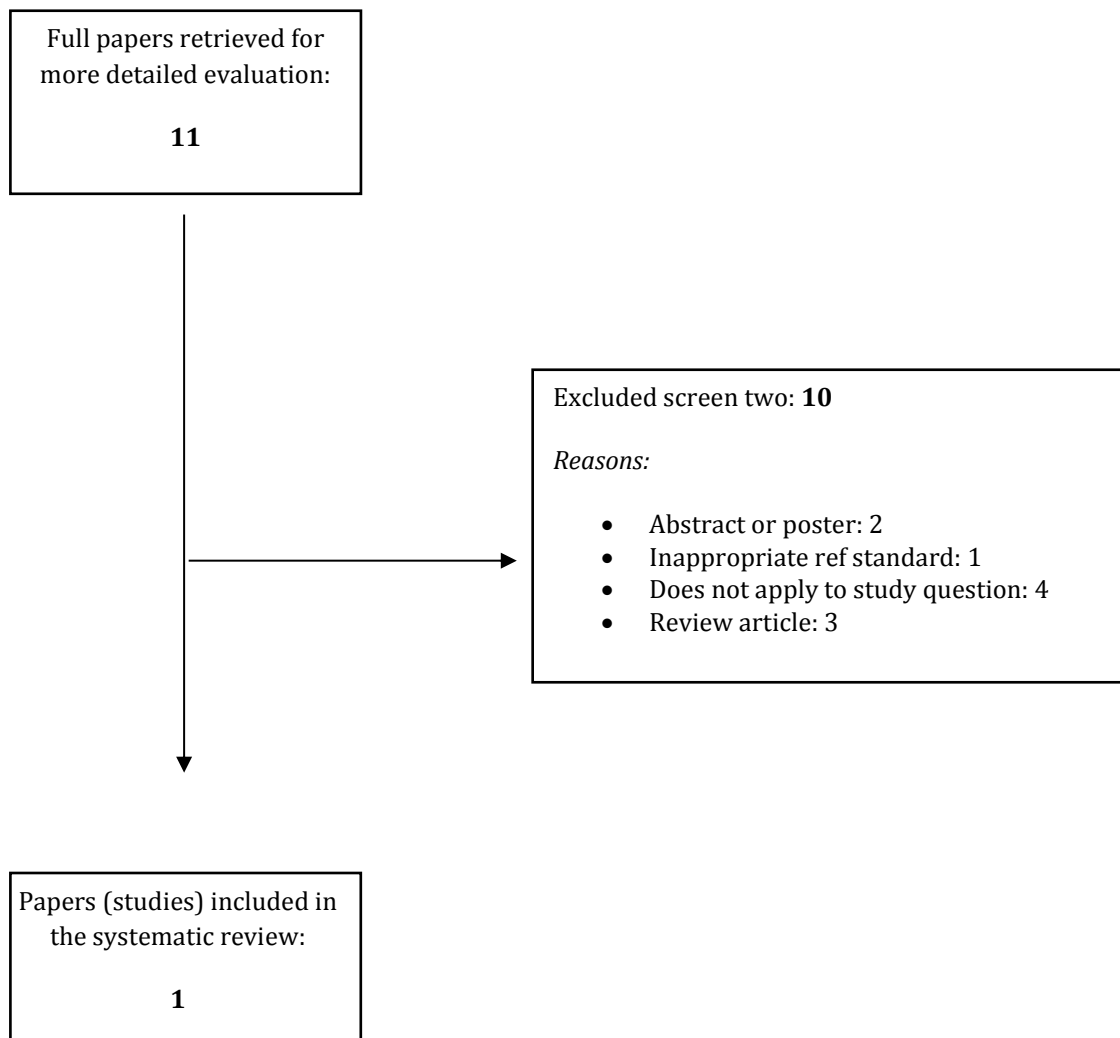 Full papers retrieved for
more detailed evaluation:
11
Excluded screen two: 10
Reasons:
• Abstract or poster: 2
• Inappropriate ref standard: 1
• Does not apply to study question: 4
• Review article: 3
Papers (studies) included in
the systematic review:
1